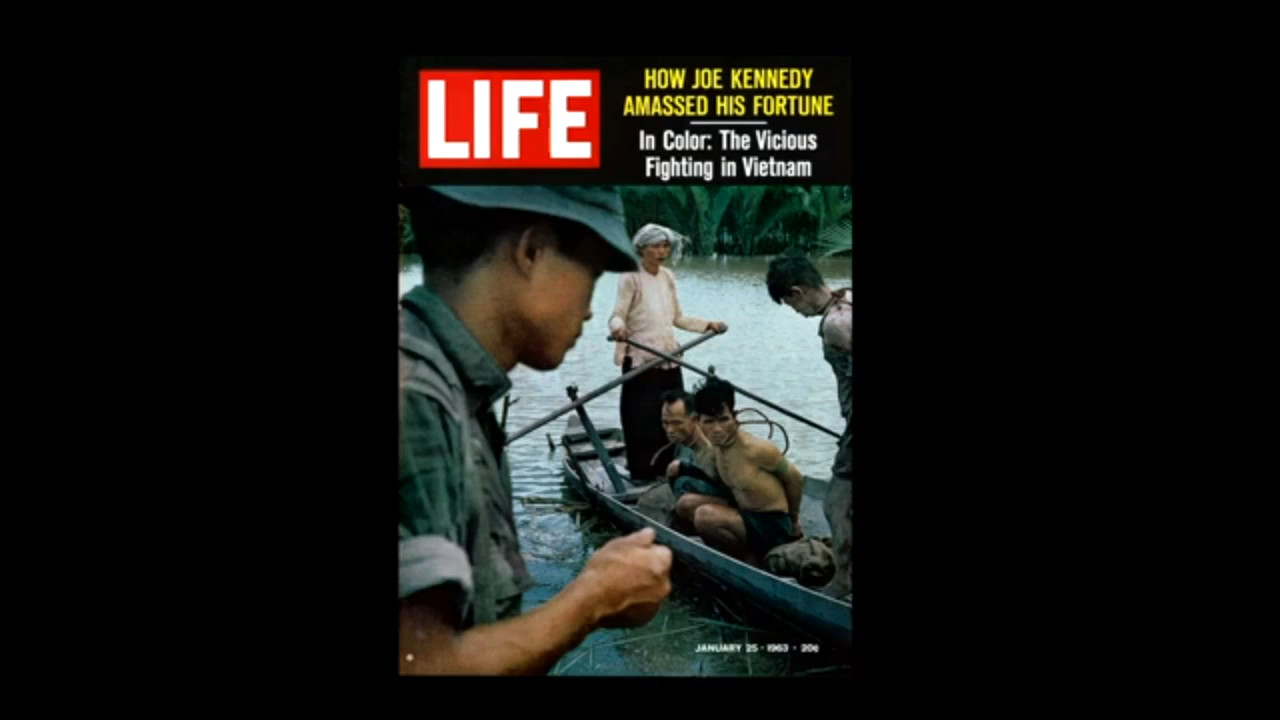 LIFE
HOW JOE KENNEDY
AMASSED HIS FORTUNE
In Color: The Vicious
Fighting in Vietnam
JANUARY 25 · 1963 · 20¢